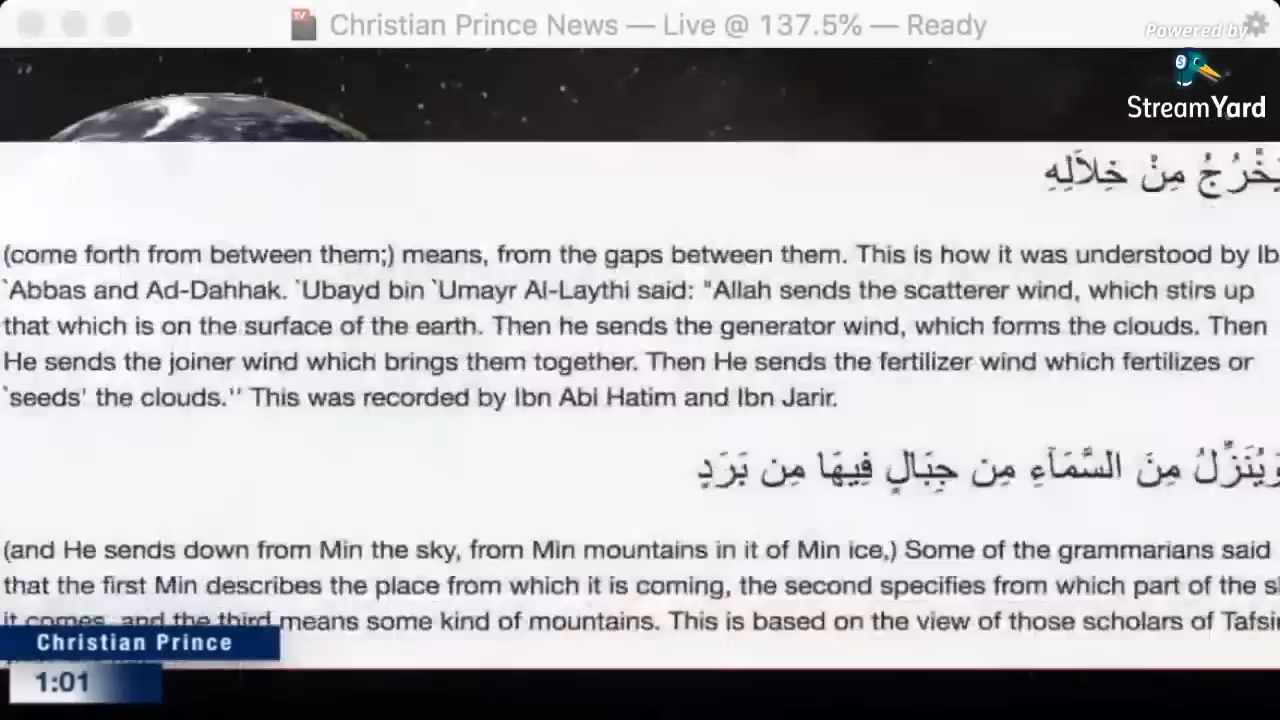 Christian Prince News — Live @ 137.5% — Ready
Powered by
StreamYard
يَخْرُجُ مِنْ خِلاَلِهِ
(come forth from between them;) means, from the gaps between them. This is how it was understood by Ib
`Abbas and Ad-Dahhak. `Ubayd bin `Umayr Al-Laythi said: "Allah sends the scatterer wind, which stirs up
that which is on the surface of the earth. Then he sends the generator wind, which forms the clouds. Then
He sends the joiner wind which brings them together. Then He sends the fertilizer wind which fertilizes or
`seeds' the clouds.'' This was recorded by Ibn Abi Hatim and Ibn Jarir.
وَيُنَزِّلُ مِنَ السَّمَآءِ مِن جِبَالٍ فِيهَا مِن بَرَدٍ
(and He sends down from Min the sky, from Min mountains in it of Min ice,) Some of the grammarians said
that the first Min describes the place from which it is coming, the second specifies from which part of the s
it comes, and the third means some kind of mountains. This is based on the view of those scholars of Tafsir
Christian Prince
1:01